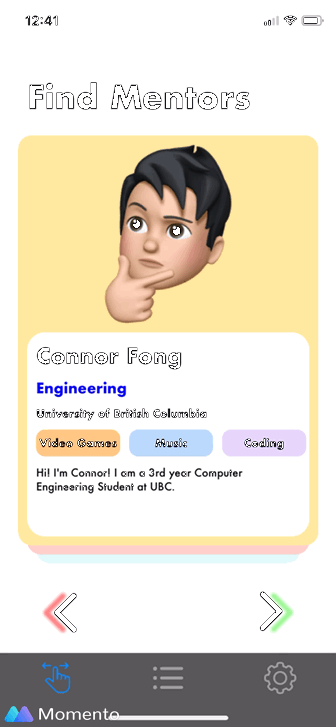 12:41
Find Mentors
Connor Fong
Engineering
University of British Columbia
Video Games Music Coding
Hi! I'm Connor! I am a 3rd year Computer
Engineering Student at UBC.
Momento